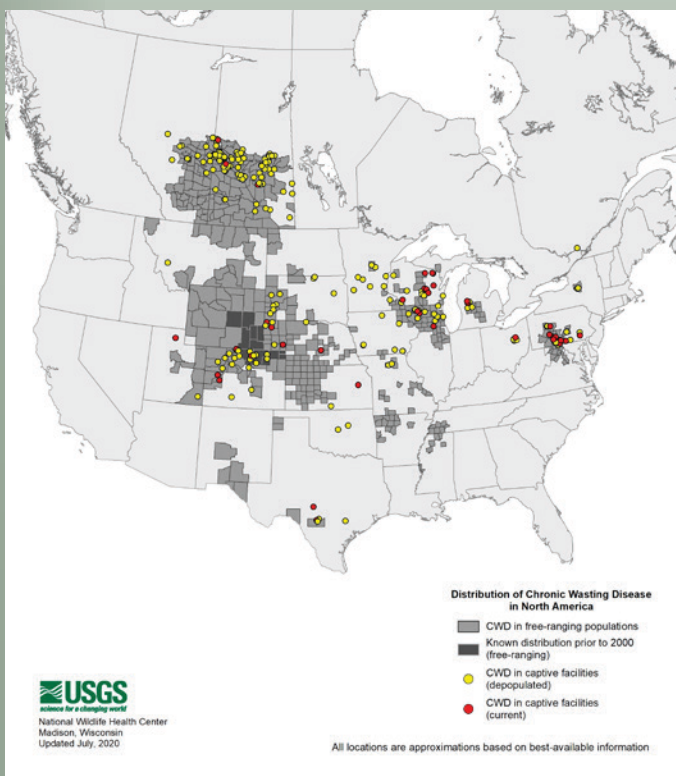 Distribution of Chronic Wasting Disease
in North America
CWD in free-ranging populations
Known distribution prior to 2000
(free-ranging)
CWD in captive facilities
(depopulated)
CWD in captive facilities
(current)
USGS
science for a changing world
National Wildlife Health Center
Madison, Wisconsin
Updated July, 2020
All locations are approximations based on best-available information